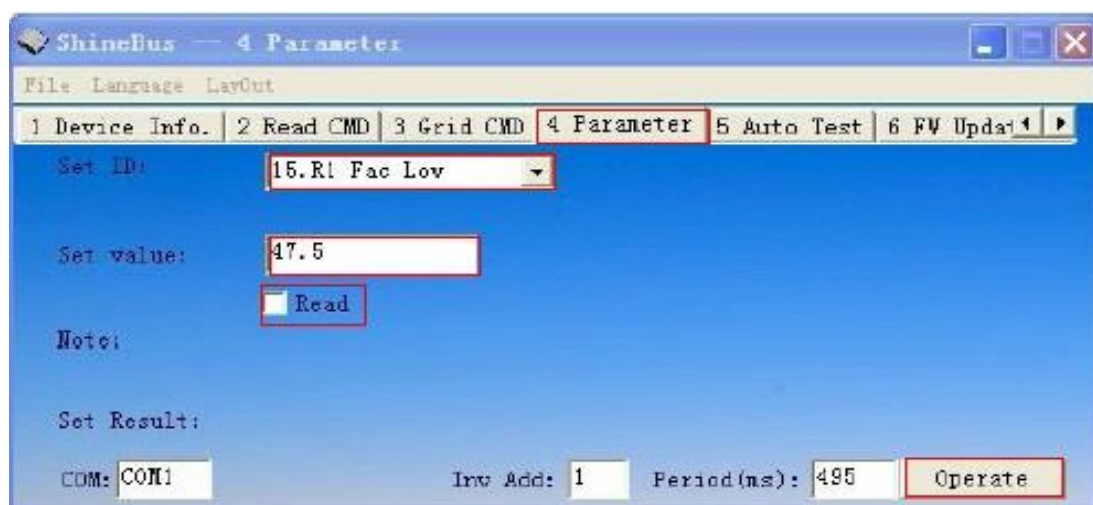 ShineBus — 4 Parameter
File Language LayOut
1 Device Info. 2 Read CMD 3 Grid CMD 4 Parameter 5 Auto Test 6 FW Updat
Set ID: 15.R1 Fac Low
Set value: 47.5
Read
Note:
Set Result:
COM: COM1 Inv Add: 1 Period(ms): 495 Operate